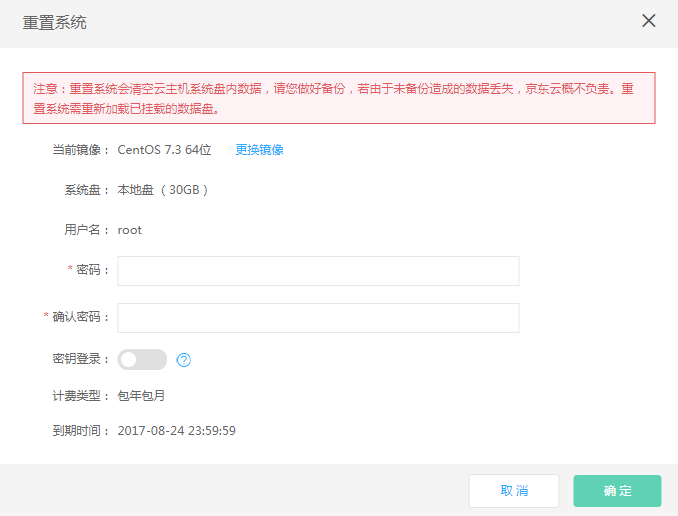 重置系统
注意：重置系统会清空云主机系统盘内数据，请您做好备份，若由于未备份造成的数据丢失，京东云概不负责。重
置系统需重新加载已挂载的数据盘。
当前镜像： CentOS 7.3 64位 更换镜像
系统盘： 本地盘（30GB）
用户名： root
* 密码：
* 确认密码：
密钥登录： ?
计费类型： 包年包月
到期时间： 2017-08-24 23:59:59
取消 确定